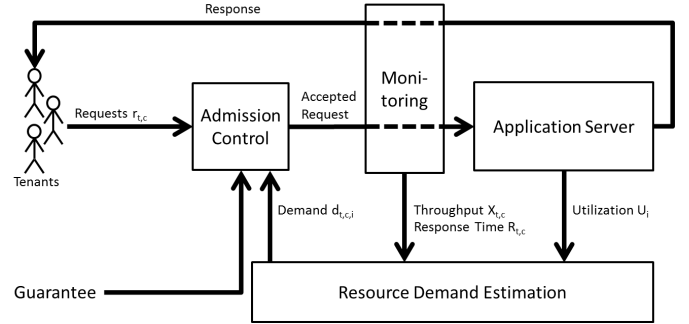 Response
Moni-
toring
Requests r_t,c
Admission
Control
Accepted
Request
Application Server
Tenants
Demand d_t,c,i
Throughput X_t,c
Response Time R_t,c
Utilization U_i
Guarantee
Resource Demand Estimation